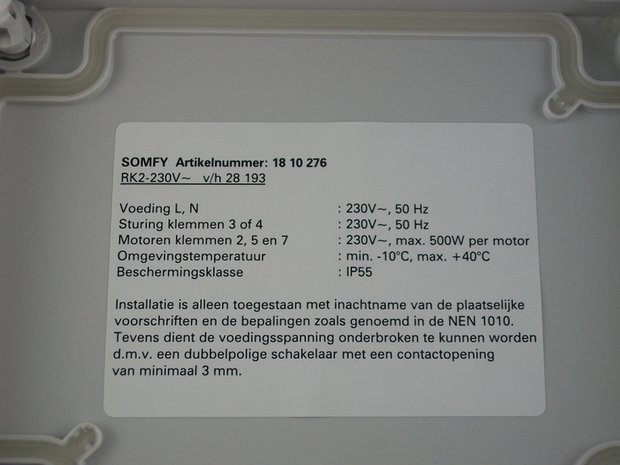 SOMFY Artikelnummer: 18 10 276
RK2-230V~ v/h 28 193
Voeding L, N : 230V~, 50 Hz
Sturing klemmen 3 of 4 : 230V~, 50 Hz
Motoren klemmen 2, 5 en 7 : 230V~, max. 500W per motor
Omgevingstemperatuur : min. -10°C, max. +40°C
Beschermingsklasse : IP55
Installatie is alleen toegestaan met inachtname van de plaatselijke
voorschriften en de bepalingen zoals genoemd in de NEN 1010.
Tevens dient de voedingsspanning onderbroken te kunnen worden
d.m.v. een dubbelpolige schakelaar met een contactopening
van minimaal 3 mm.